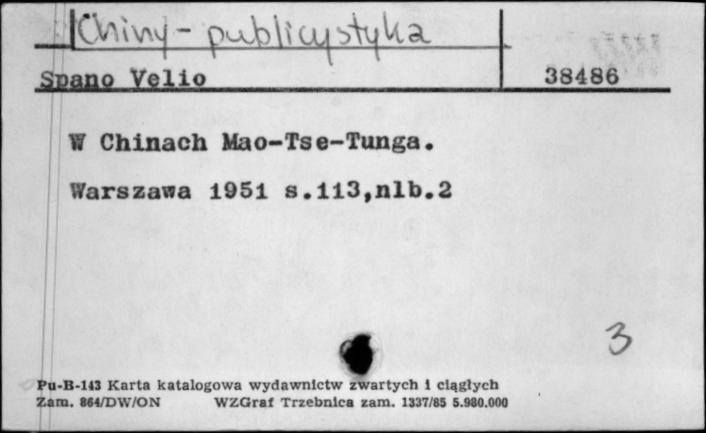 Chiny - publicystyka
Spano Velio 38486
W Chinach Mao-Tse-Tunga.
Warszawa 1951 s.113,nlb.2
3
Pu-B-143 Karta katalogowa wydawnictw zwartych i ciągłych
Zam. 864/DW/ON WZGraf Trzebnica zam. 1337/85 5.980.000